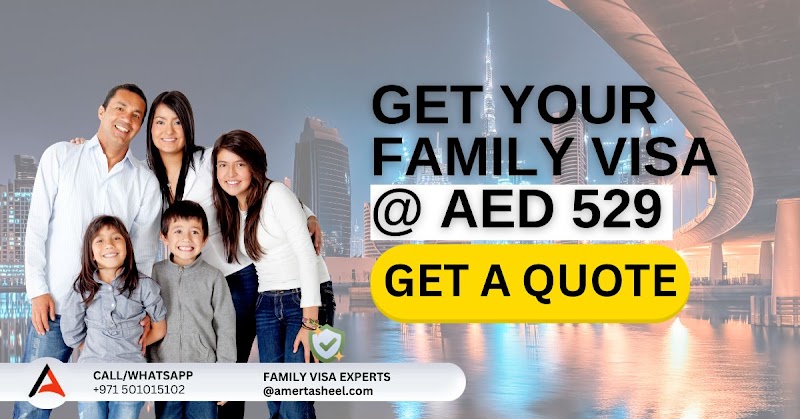 GET YOUR
FAMILY VISA
@ AED 529
GET A QUOTE
CALL/WHATSAPP
+971 501015102
FAMILY VISA EXPERTS
@amertasheel.com